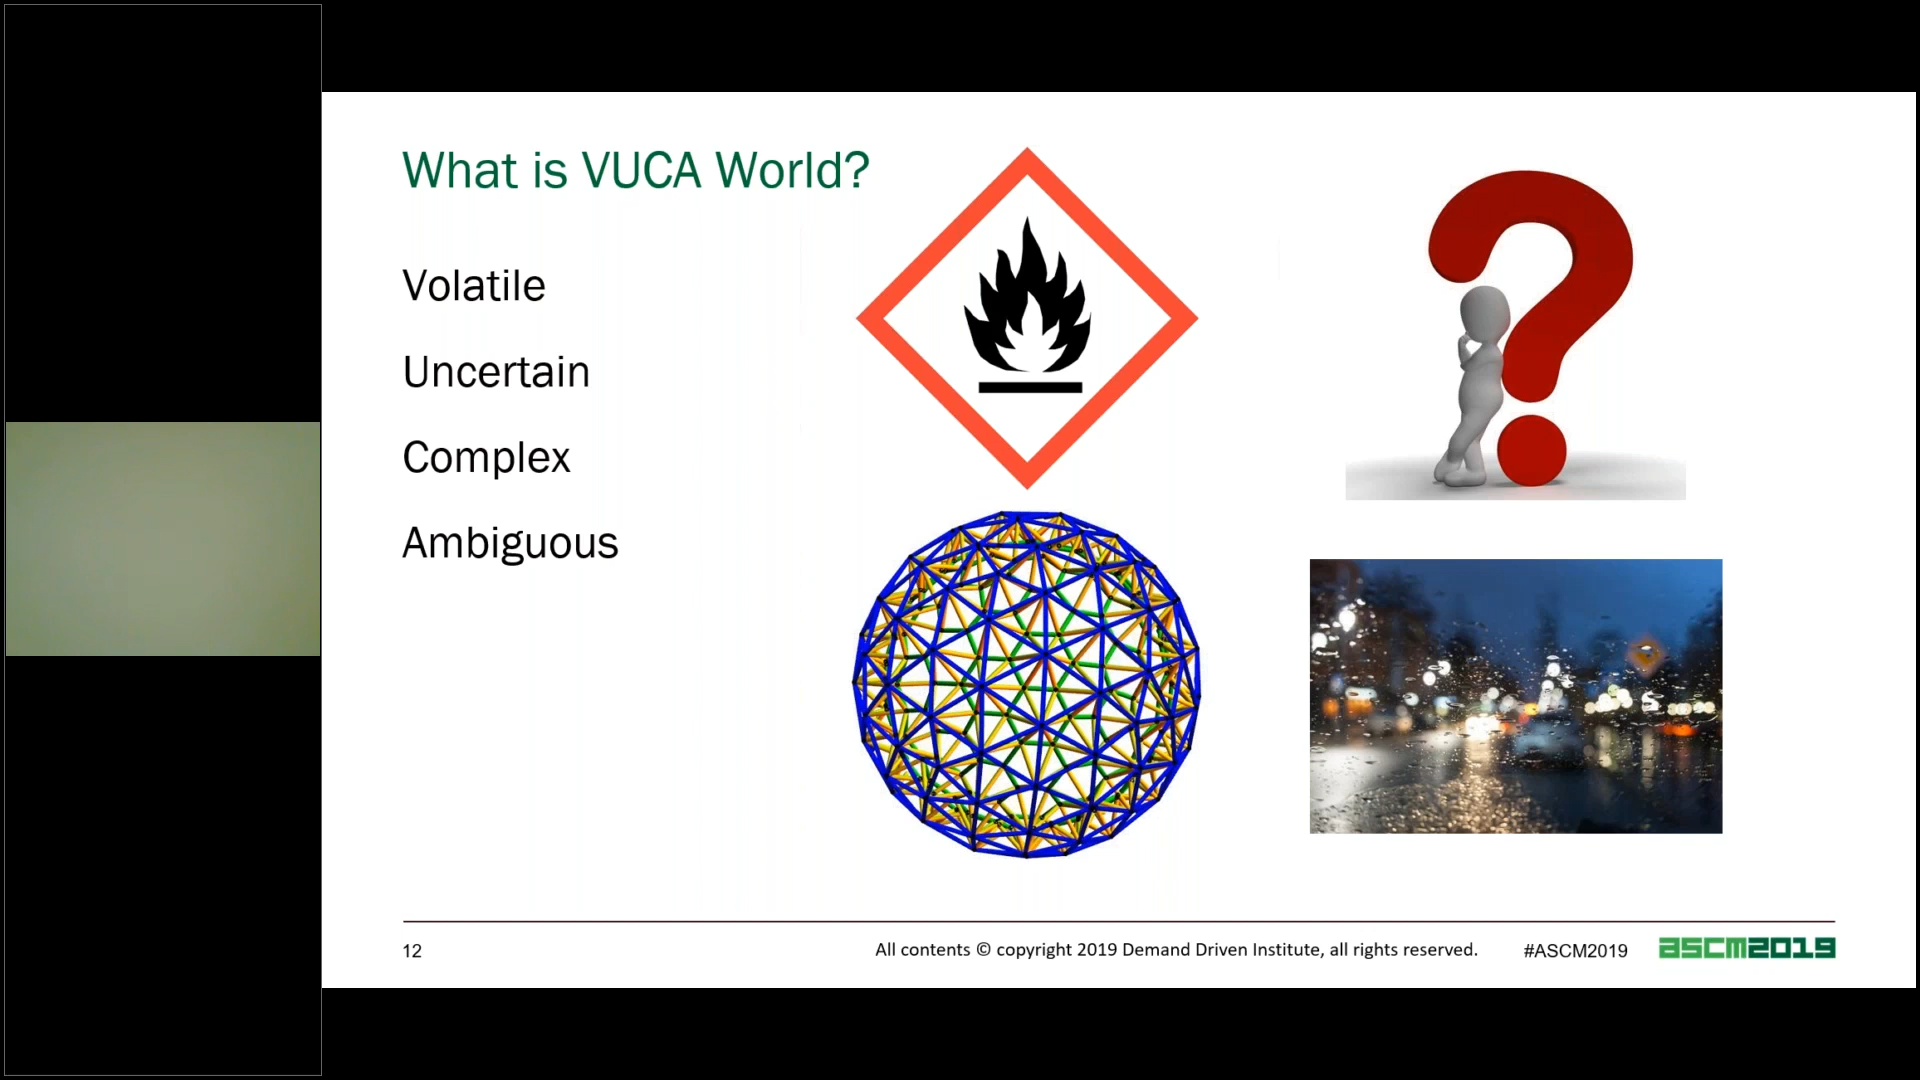 What is VUCA World?
Volatile
Uncertain
Complex
Ambiguous
12
All contents © copyright 2019 Demand Driven Institute, all rights reserved.
#ASCM2019
ascm2019